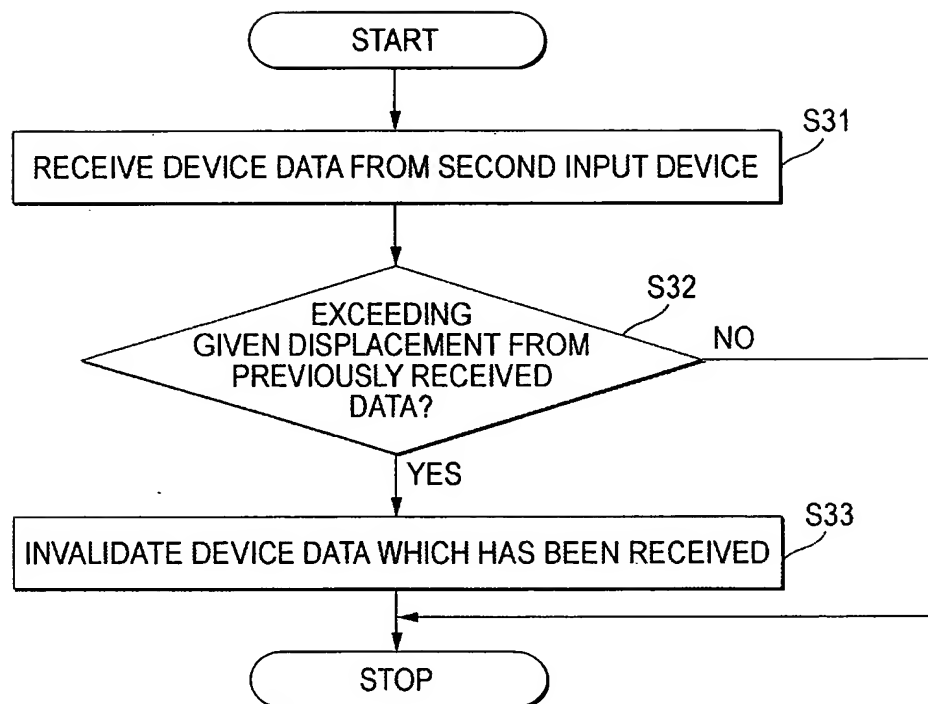 START
S31
RECEIVE DEVICE DATA FROM SECOND INPUT DEVICE
S32
EXCEEDING
GIVEN DISPLACEMENT FROM
PREVIOUSLY RECEIVED
DATA?
NO
YES
S33
INVALIDATE DEVICE DATA WHICH HAS BEEN RECEIVED
STOP